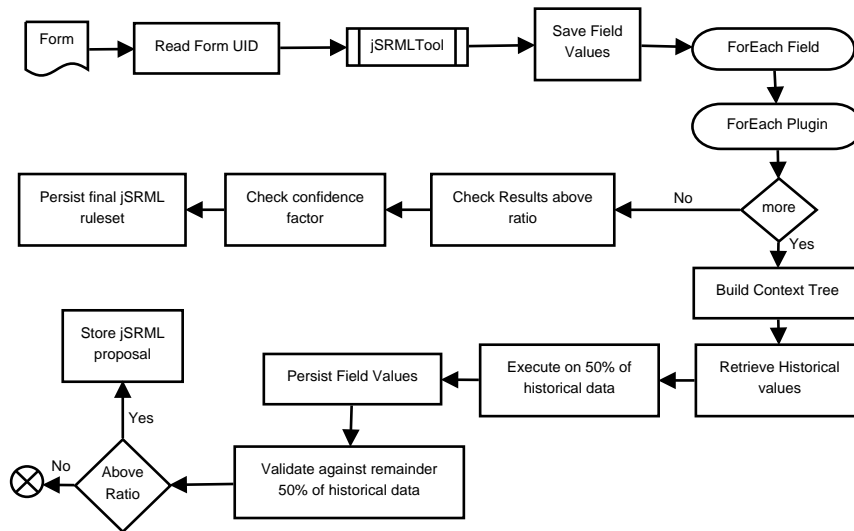 Form
Read Form UID
jSRMLTool
Save Field
Values
ForEach Field
ForEach Plugin
more
No
Yes
Check Results above
ratio
Check confidence
factor
Persist final jSRML
ruleset
Build Context Tree
Retrieve Historical
values
Execute on 50% of
historical data
Persist Field Values
Validate against remainder
50% of historical data
Above
Ratio
Yes
No
Store jSRML
proposal